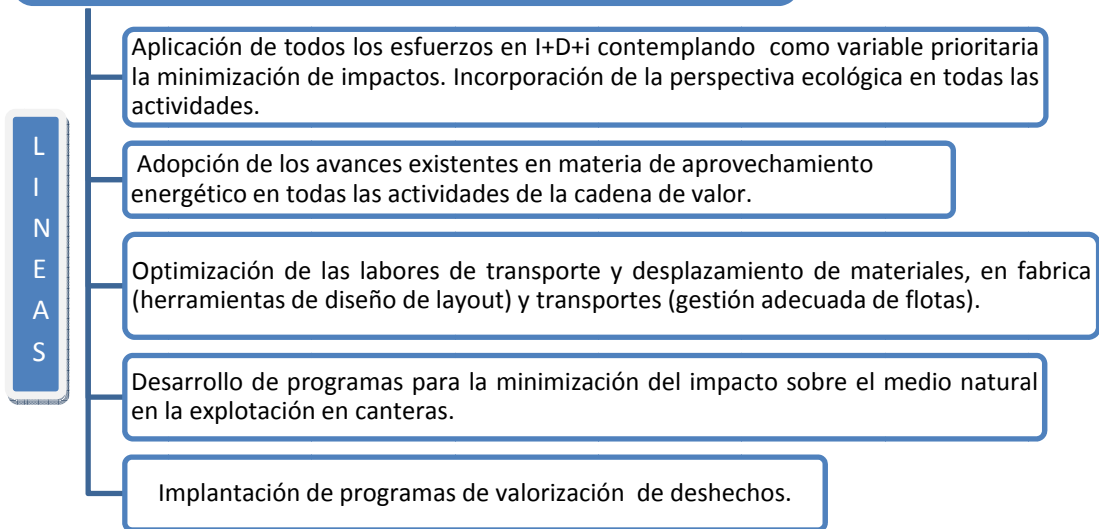 Aplicación de todos los esfuerzos en I+D+i contemplando como variable prioritaria
la minimización de impactos. Incorporación de la perspectiva ecológica en todas las
actividades.
LINEAS
Adopción de los avances existentes en materia de aprovechamiento
energético en todas las actividades de la cadena de valor.
Optimización de las labores de transporte y desplazamiento de materiales, en fabrica
(herramientas de diseño de layout) y transportes (gestión adecuada de flotas).
Desarrollo de programas para la minimización del impacto sobre el medio natural
en la explotación en canteras.
Implantación de programas de valorización de deshechos.